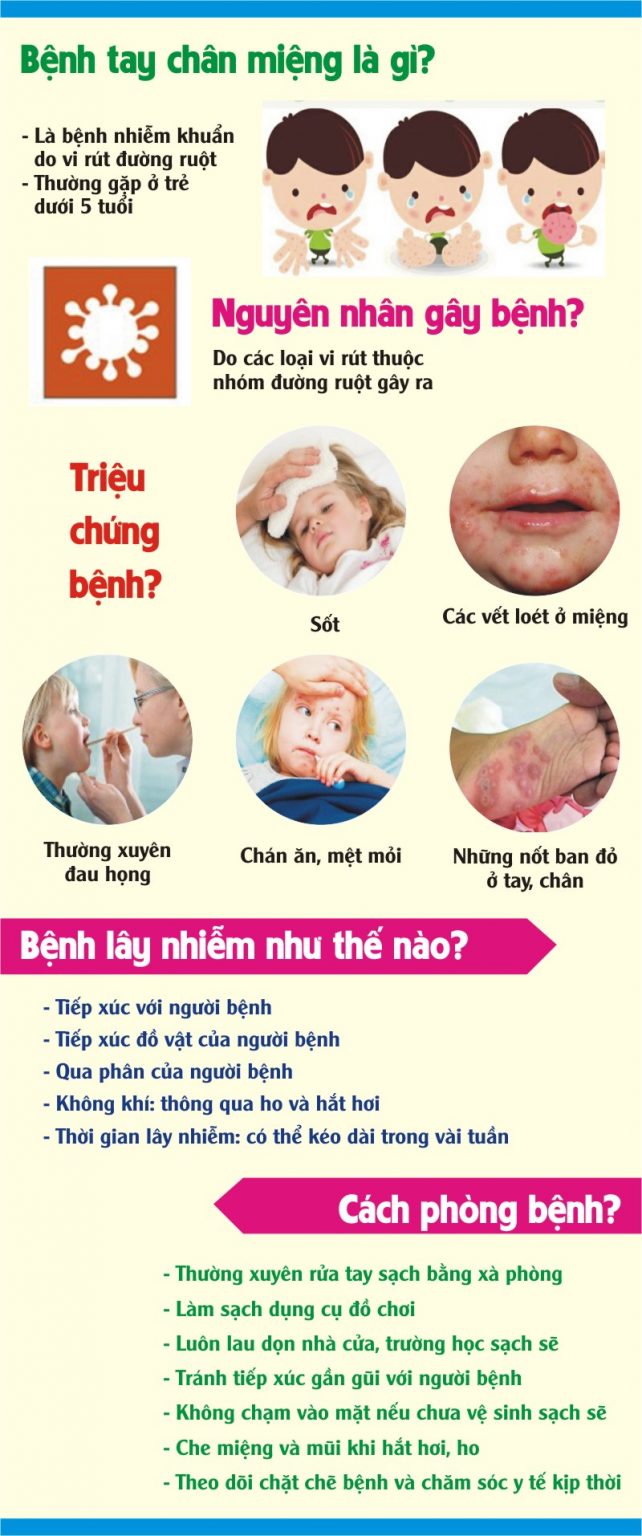 Bệnh tay chân miệng là gì?
- Là bệnh nhiễm khuẩn
do vi rút đường ruột
- Thường gặp ở trẻ
dưới 5 tuổi
Nguyên nhân gây bệnh?
Do các loại vi rút thuộc
nhóm đường ruột gây ra
Triệu
chứng
bệnh?
Sốt
Các vết loét ở miệng
Thường xuyên
đau họng
Chán ăn, mệt mỏi
Những nốt ban đỏ
ở tay, chân
Bệnh lây nhiễm như thế nào?
- Tiếp xúc với người bệnh
- Tiếp xúc đồ vật của người bệnh
- Qua phân của người bệnh
- Không khí: thông qua ho và hắt hơi
- Thời gian lây nhiễm: có thể kéo dài trong vài tuần
Cách phòng bệnh?
- Thường xuyên rửa tay sạch bằng xà phòng
- Làm sạch dụng cụ đồ chơi
- Luôn lau dọn nhà cửa, trường học sạch sẽ
- Tránh tiếp xúc gần gũi với người bệnh
- Không chạm vào mặt nếu chưa vệ sinh sạch sẽ
- Che miệng và mũi khi hắt hơi, ho
- Theo dõi chặt chẽ bệnh và chăm sóc y tế kịp thời